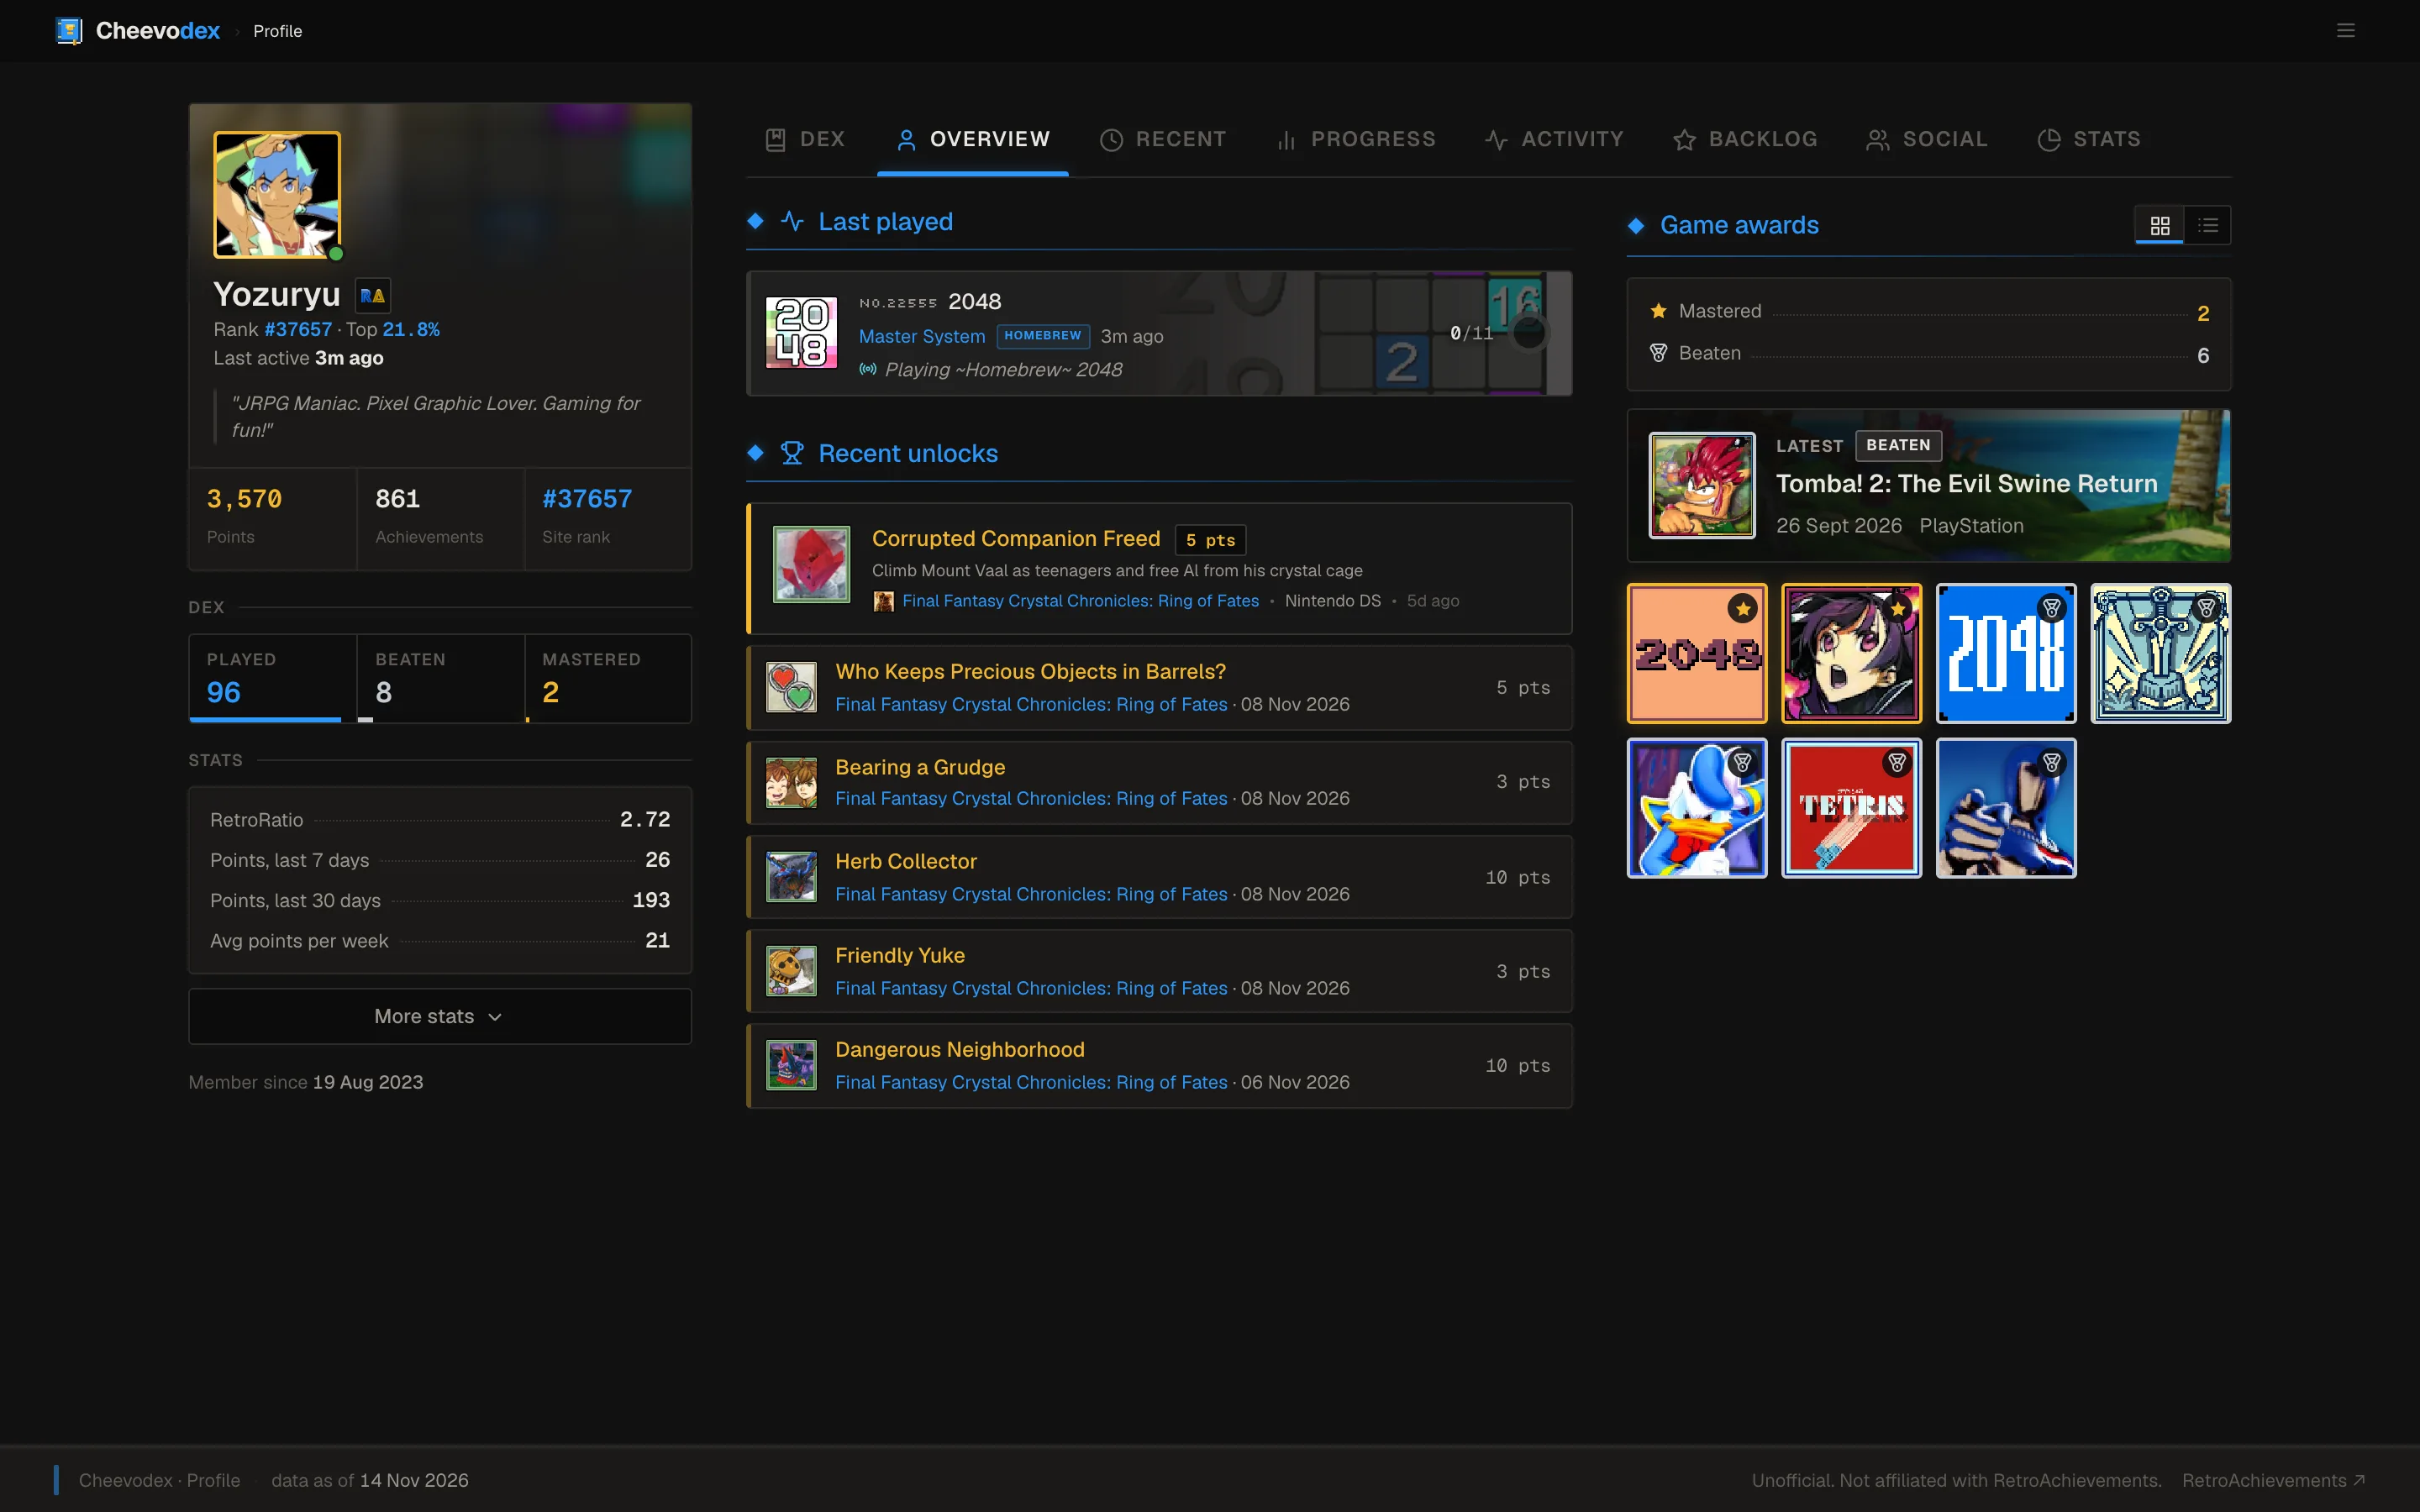 Cheevodex › Profile
Yozuryu RA
Rank #37657 · Top 21.8%
Last active 3m ago
"JRPG Maniac. Pixel Graphic Lover. Gaming for
fun!"
3,570 861 #37657
Points Achievements Site rank
DEX
PLAYED BEATEN MASTERED
96 8 2
STATS
RetroRatio 2.72
Points, last 7 days 26
Points, last 30 days 193
Avg points per week 21
More stats
Member since 19 Aug 2023
DEX OVERVIEW RECENT PROGRESS ACTIVITY BACKLOG SOCIAL STATS
Last played
2048
NO.22555 2048
Master System HOMEBREW 3m ago
Playing ~Homebrew~ 2048
0/11
16
2
Recent unlocks
Corrupted Companion Freed 5 pts
Climb Mount Vaal as teenagers and free Al from his crystal cage
Final Fantasy Crystal Chronicles: Ring of Fates • Nintendo DS • 5d ago
Who Keeps Precious Objects in Barrels?
Final Fantasy Crystal Chronicles: Ring of Fates · 08 Nov 2026
5 pts
Bearing a Grudge
Final Fantasy Crystal Chronicles: Ring of Fates · 08 Nov 2026
3 pts
Herb Collector
Final Fantasy Crystal Chronicles: Ring of Fates · 08 Nov 2026
10 pts
Friendly Yuke
Final Fantasy Crystal Chronicles: Ring of Fates · 08 Nov 2026
3 pts
Dangerous Neighborhood
Final Fantasy Crystal Chronicles: Ring of Fates · 06 Nov 2026
10 pts
Game awards
Mastered 2
Beaten 6
LATEST BEATEN
Tomba! 2: The Evil Swine Return
26 Sept 2026 PlayStation
2048
2048
TETRIS
Cheevodex · Profile · data as of 14 Nov 2026
Unofficial. Not affiliated with RetroAchievements. RetroAchievements ↗